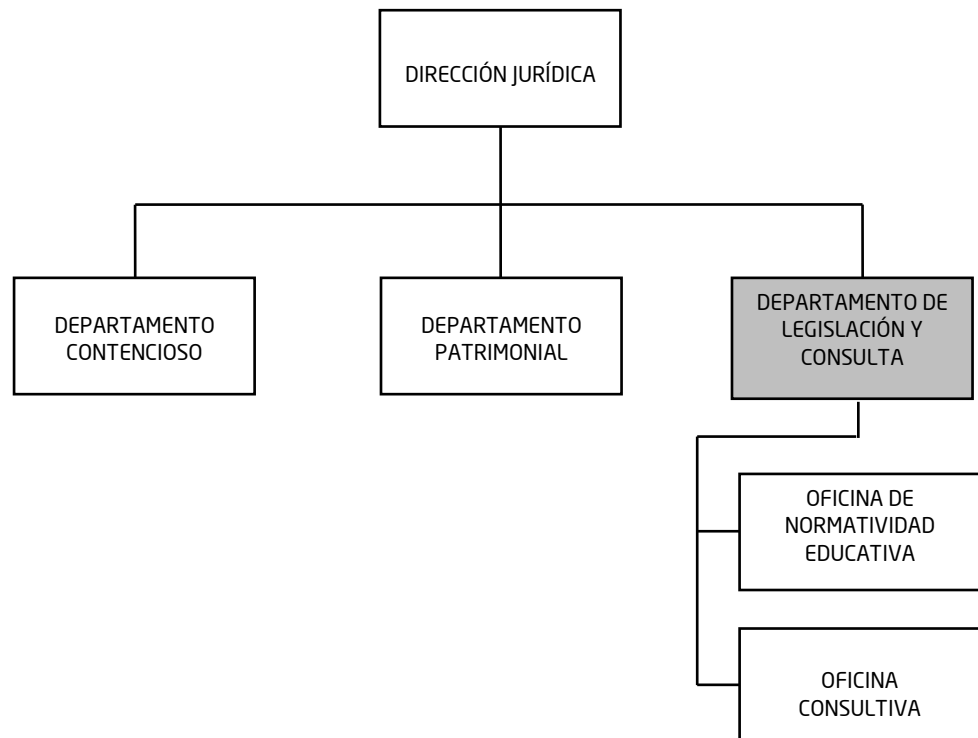 DIRECCIÓN JURÍDICA
DEPARTAMENTO
CONTENCIOSO
DEPARTAMENTO
PATRIMONIAL
DEPARTAMENTO DE
LEGISLACIÓN Y
CONSULTA
OFICINA DE
NORMATIVIDAD
EDUCATIVA
OFICINA
CONSULTIVA